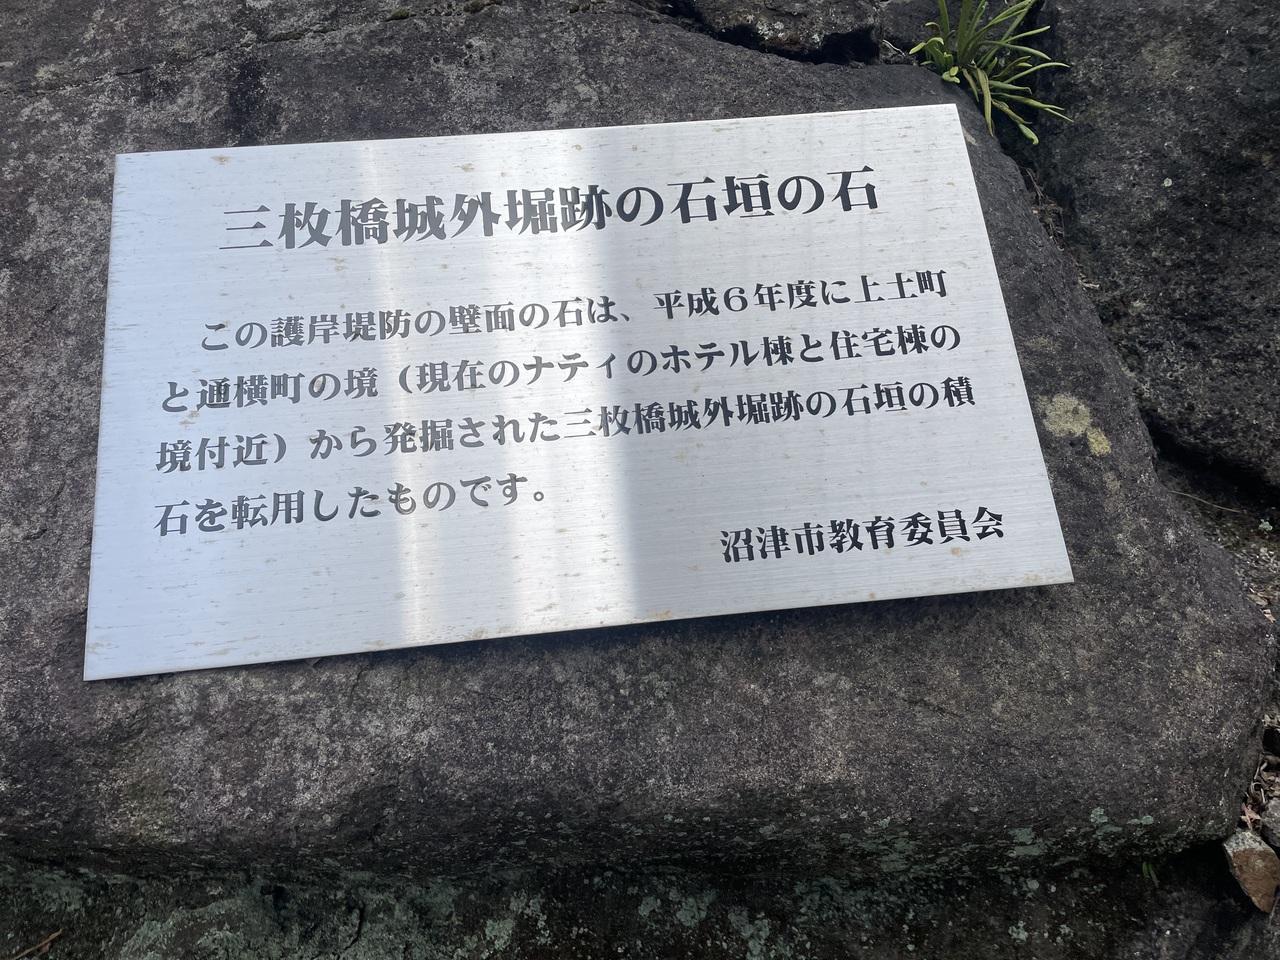 三枚橋城外堀跡の石垣の石
この護岸堤防の壁面の石は、平成6年度に上土町
と通横町の境（現在のナティのホテル棟と住宅棟の
境付近）から発掘された三枚橋城外堀跡の石垣の積
石を転用したものです。
沼津市教育委員会